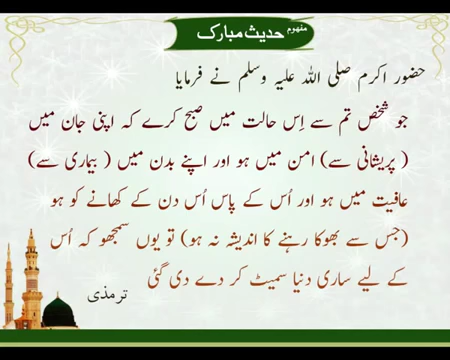 مفہوم حدیث مبارک
حضور اکرم صلی اللہ علیہ وسلم نے فرمایا
جو شخص تم سے اِس حالت میں صبح کرے کہ اپنی جان میں
( پریشانی سے) امن میں ہو اور اپنے بدن میں ( بیماری سے)
عافیت میں ہو اور اُس کے پاس اُس دن کے کھانے کو ہو
(جس سے بھوکا رہنے کا اندیشہ نہ ہو) تو یوں سمجھو کہ اُس
کے لیے ساری دنیا سمیٹ کر دے دی گئی
ترمذی